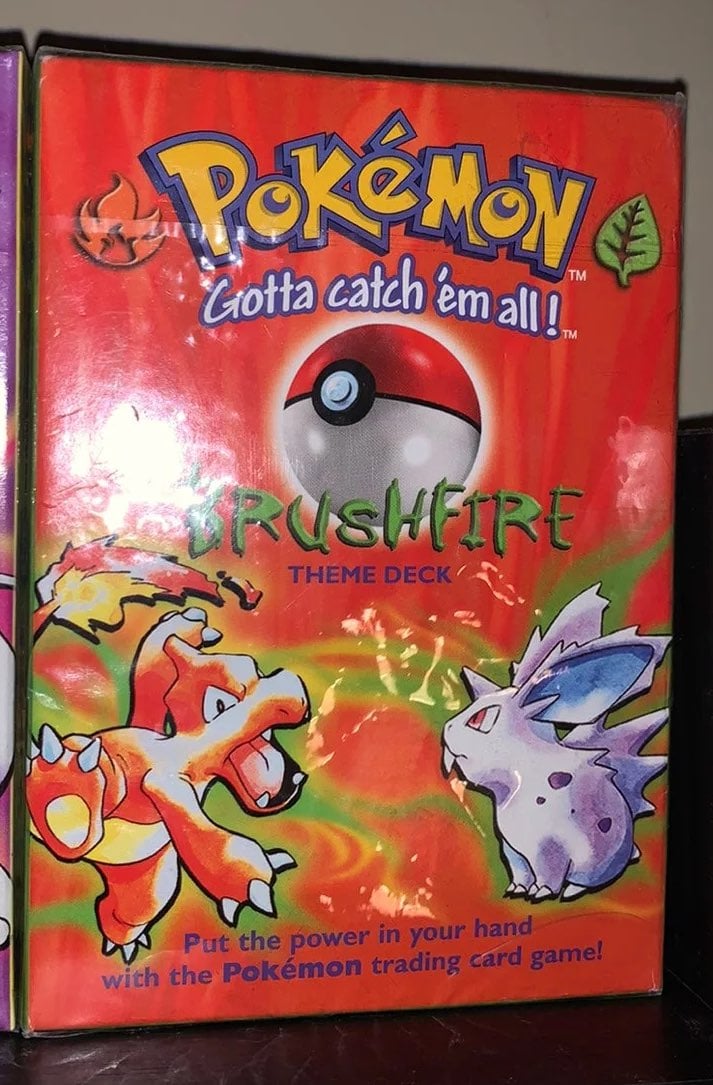 POKéMON
TM
Gotta catch 'em all!
TM
BRUSHFIRE
THEME DECK
Put the power in your hand
with the Pokémon trading card game!